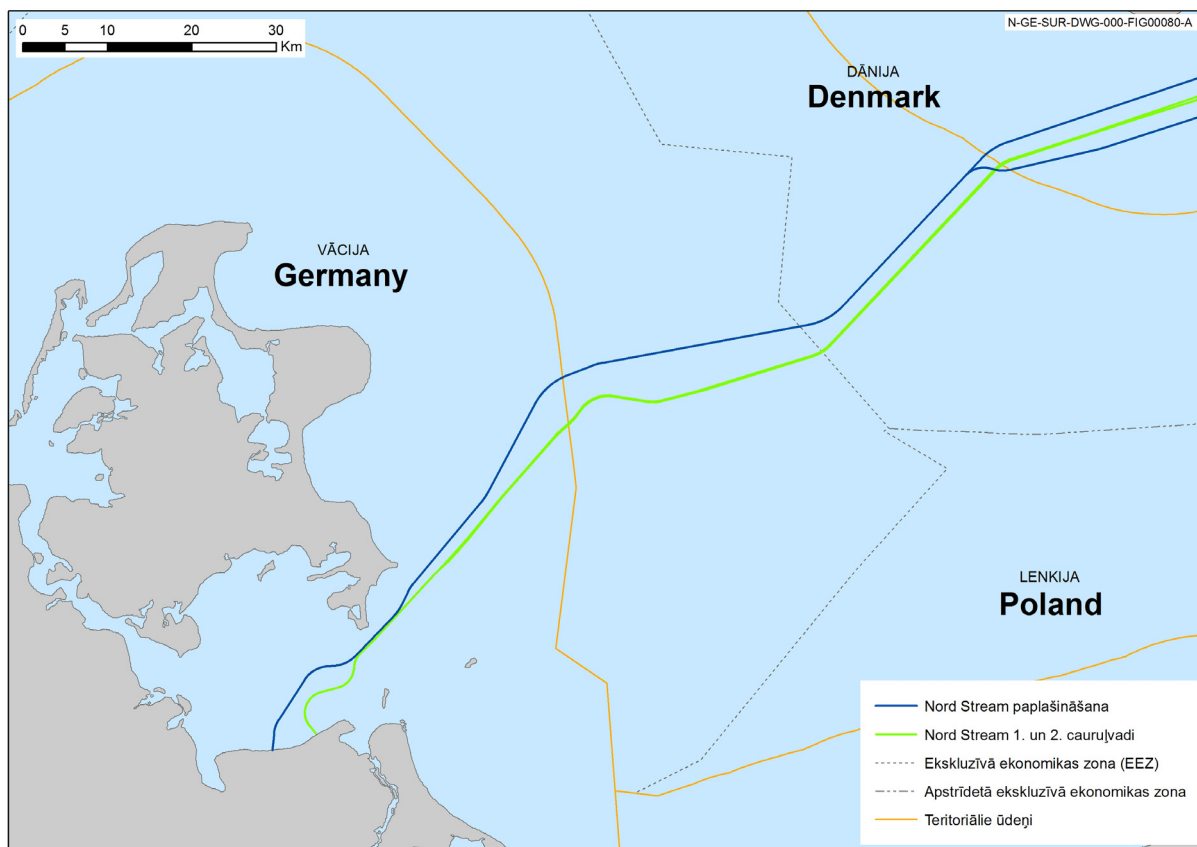 0 5 10 20 30
Km
N-GE-SUR-DWG-000-FIG00080-A
DĀNIJA
Denmark
VĀCIJA
Germany
LENKIJA
Poland
Nord Stream paplašināšana
Nord Stream 1. un 2. cauruļvadi
Ekskluzīvā ekonomikas zona (EEZ)
Apstrīdetā ekskluzīvā ekonomikas zona
Teritoriālie ūdeņi